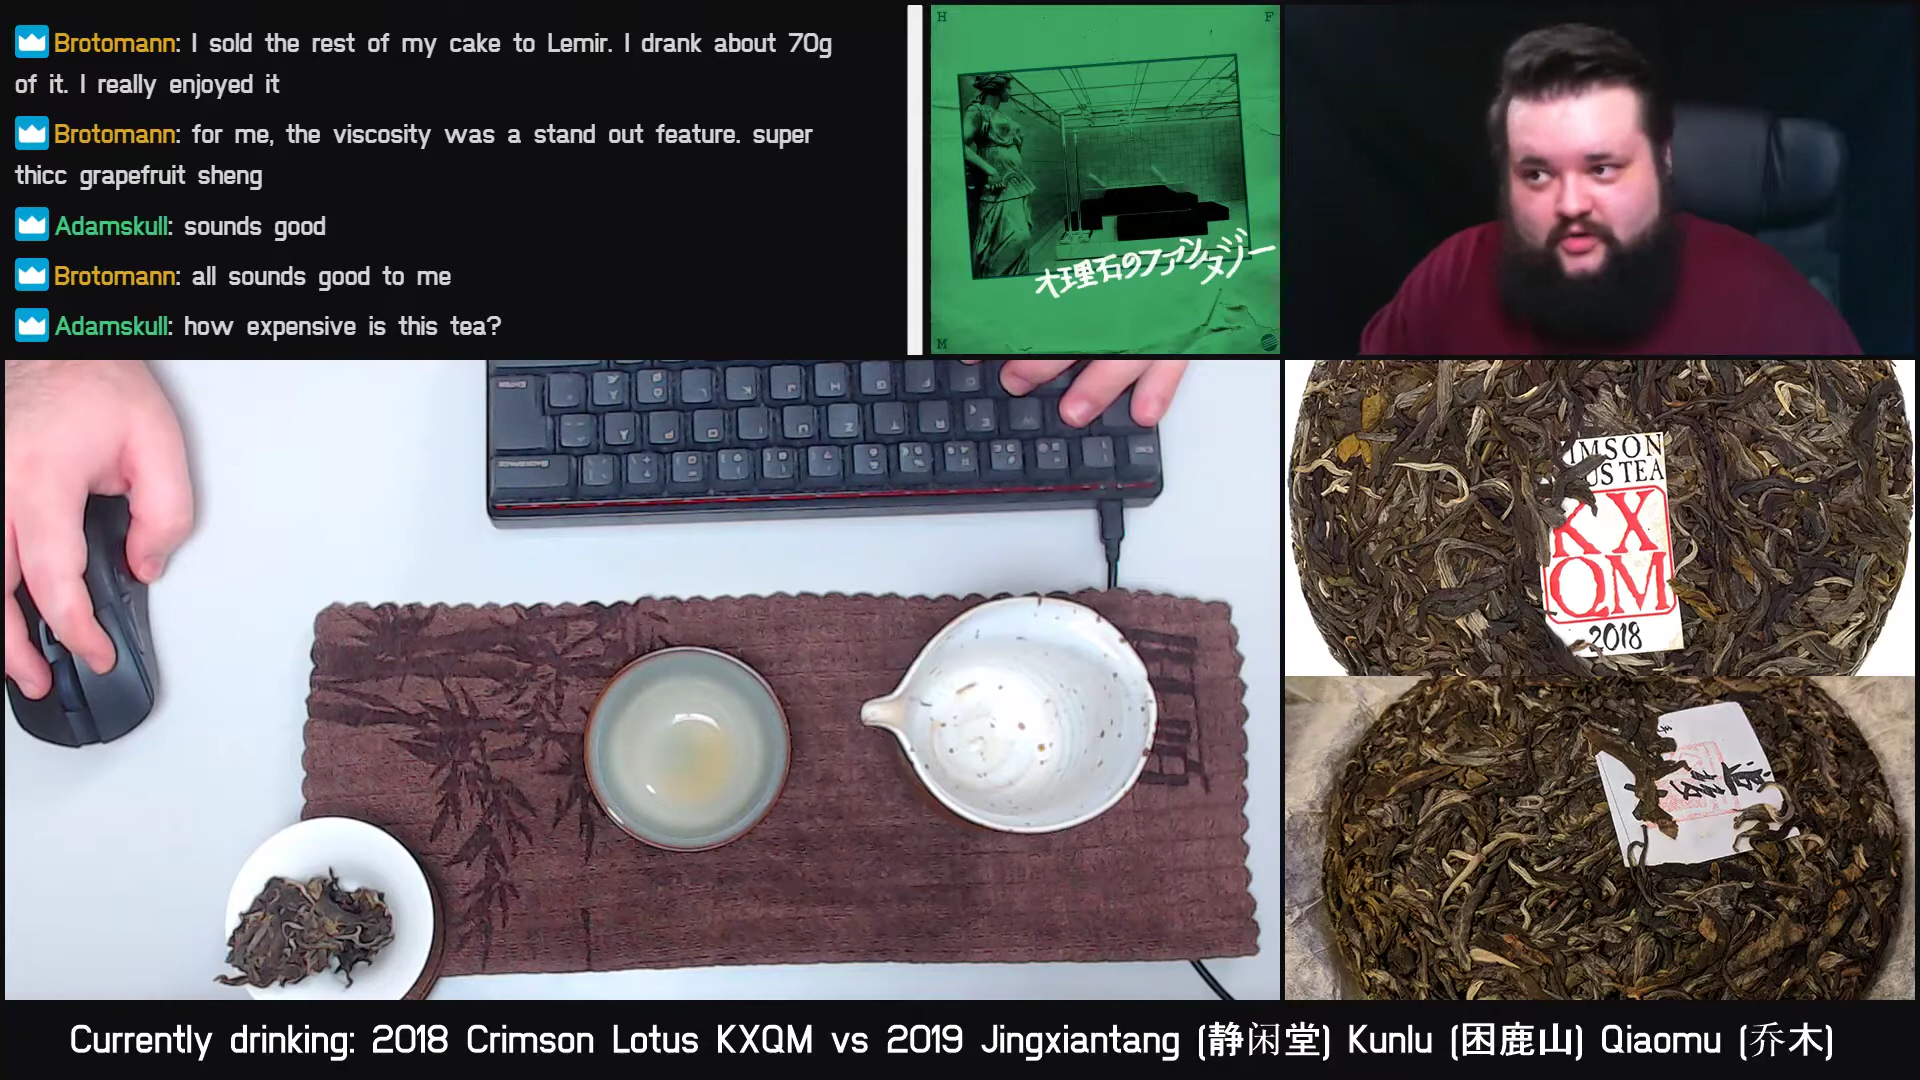 Brotomann: I sold the rest of my cake to Lemir. I drank about 70g
of it. I really enjoyed it
Brotomann: for me, the viscosity was a stand out feature. super
thicc grapefruit sheng
Adamskull: sounds good
Brotomann: all sounds good to me
Adamskull: how expensive is this tea?
H F
大理石のファンタジー
M
IMSON
US TEA
KX
QM
2018
Currently drinking: 2018 Crimson Lotus KXQM vs 2019 Jingxiantang (静闲堂) Kunlu (困鹿山) Qiaomu (乔木)